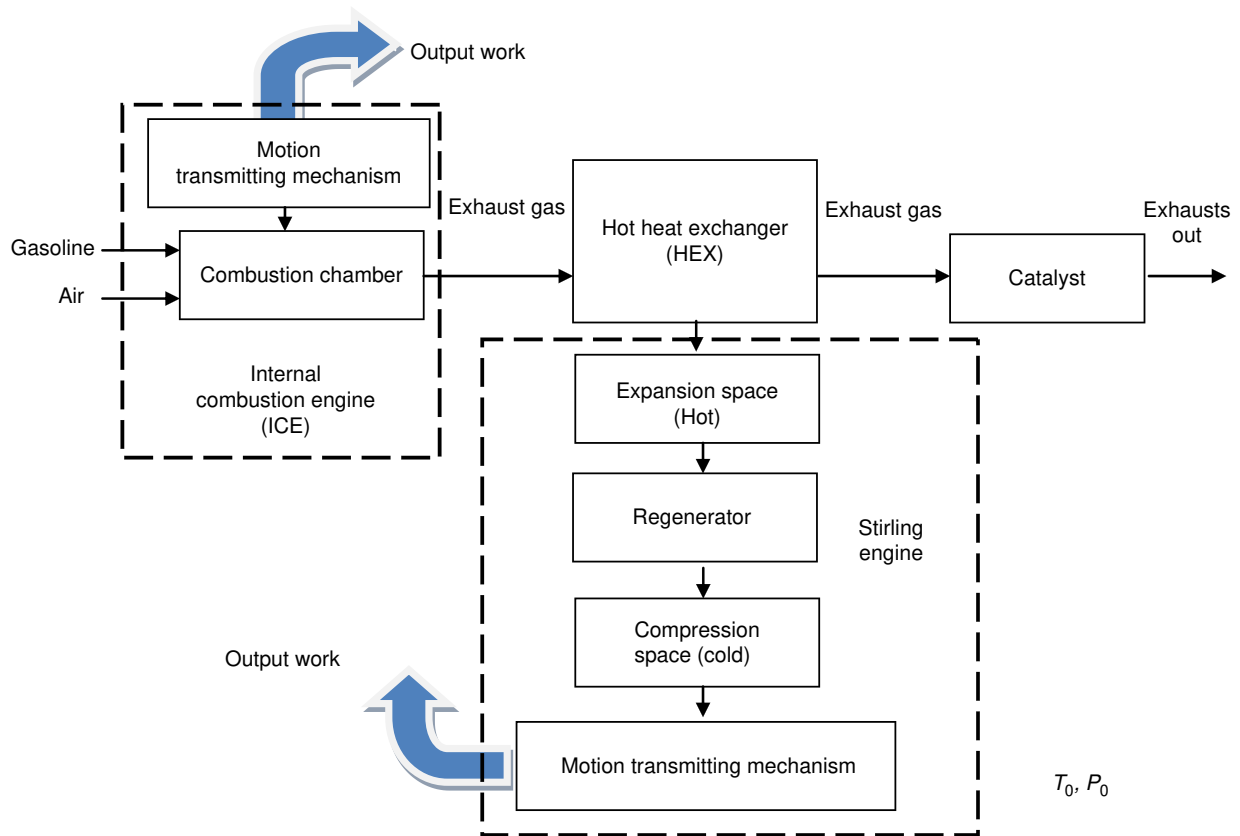 Output work
Motion
transmitting mechanism
Gasoline
Air
Combustion chamber
Internal
combustion engine
(ICE)
Exhaust gas
Hot heat exchanger
(HEX)
Exhaust gas
Catalyst
Exhausts
out
Expansion space
(Hot)
Regenerator
Stirling
engine
Compression
space (cold)
Output work
Motion transmitting mechanism
T₀, P₀